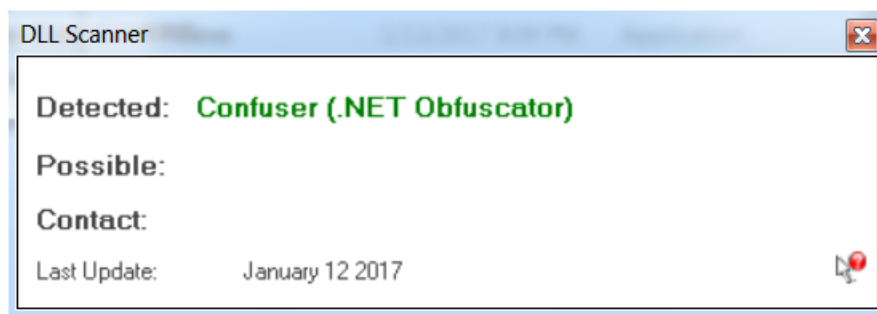 DLL Scanner
Detected: Confuser (.NET Obfuscator)
Possible:
Contact:
Last Update: January 12 2017